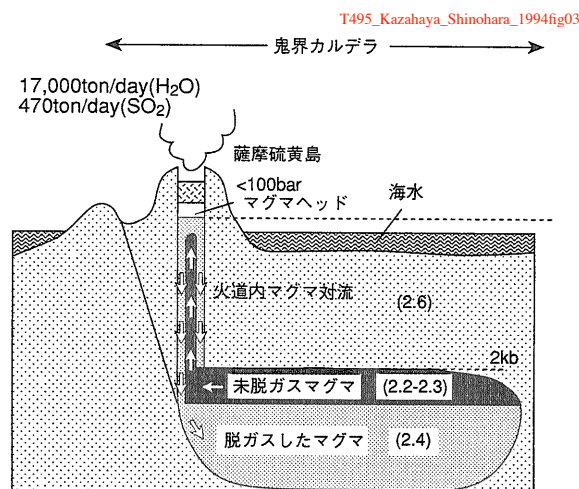 T495_Kazahaya_Shinohara_1994fig03
鬼界カルデラ
17,000ton/day(H₂O)
470ton/day(SO₂)
薩摩硫黄島
<100bar
マグマヘッド
海水
火道内マグマ対流
(2.6)
2kb
未脱ガスマグマ
(2.2-2.3)
脱ガスしたマグマ
(2.4)